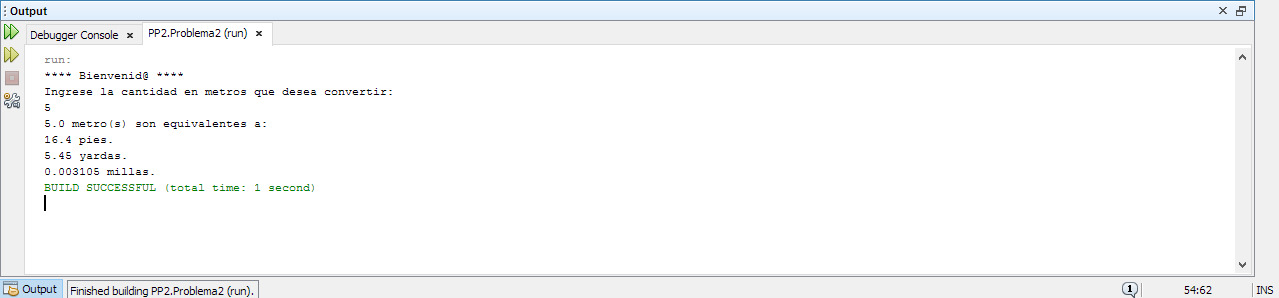 Output
Debugger Console PP2.Problema2 (run)
run:
**** Bienvenid@ ****
Ingrese la cantidad en metros que desea convertir:
5
5.0 metro(s) son equivalentes a:
16.4 pies.
5.45 yardas.
0.003105 millas.
BUILD SUCCESSFUL (total time: 1 second)
Output Finished building PP2.Problema2 (run). 1 54:62 INS